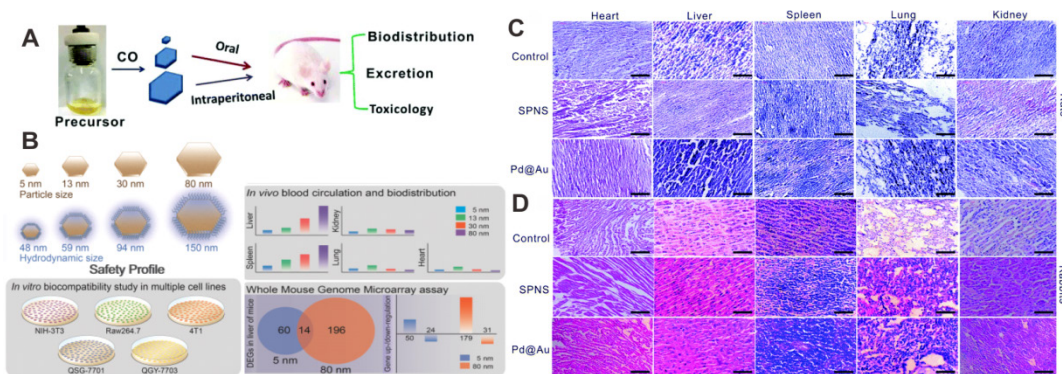 A
Precursor
CO
Oral
Intraperitoneal
Biodistribution
Excretion
Toxicology
B
5 nm 13 nm 30 nm 80 nm
Particle size
48 nm 59 nm 94 nm 150 nm
Hydrodynamic size
Safety Profile
In vitro biocompatibility study in multiple cell lines
NIH-3T3 Raw264.7 4T1
QSG-7701 QGY-7703
In vivo blood circulation and biodistribution
Liver
Kidney
5 nm
13 nm
30 nm
80 nm
Spleen
Lung
Heart
Whole Mouse Genome Microarray assay
DEGs in liver of mice
60 14 196
5 nm
80 nm
Gene up-/down-regulation
50
24
179
31
5 nm
80 nm
C
Heart Liver Spleen Lung Kidney
Control
SPNS
Pd@Au
D
Control
SPNS
Pd@Au